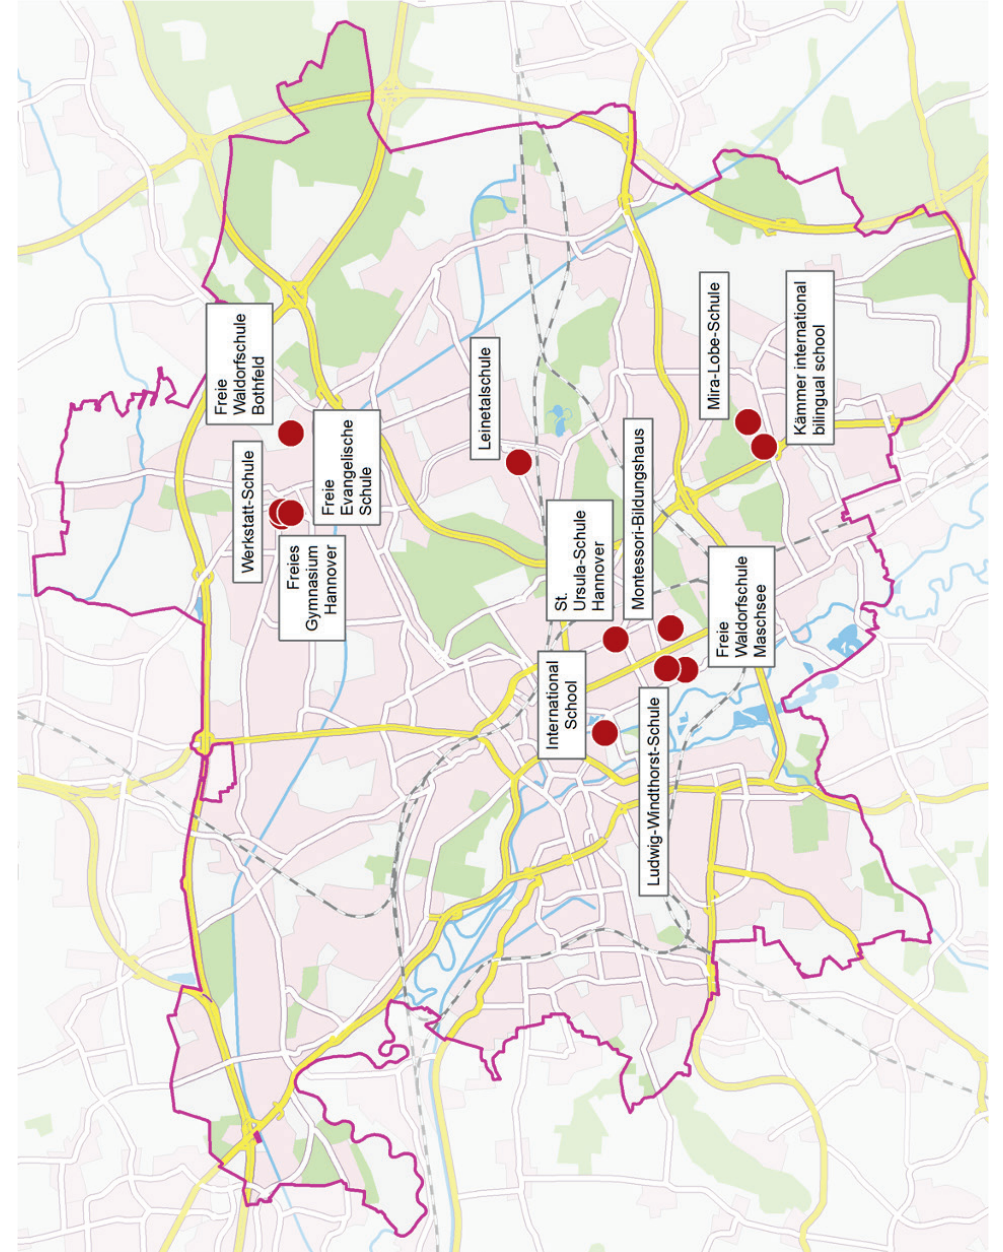 Freie
Waldorfschule
Bothfeld
Werkstatt-Schule
Freie
Evangelische
Schule
Freies
Gymnasium
Hannover
Leinetalschule
Mira-Lobe-Schule
Kämmer international
bilingual school
St.
Ursula-Schule
Hannover
Montessori-Bildungshaus
Freie
Waldorfschule
Maschsee
International
School
Ludwig-Windthorst-Schule